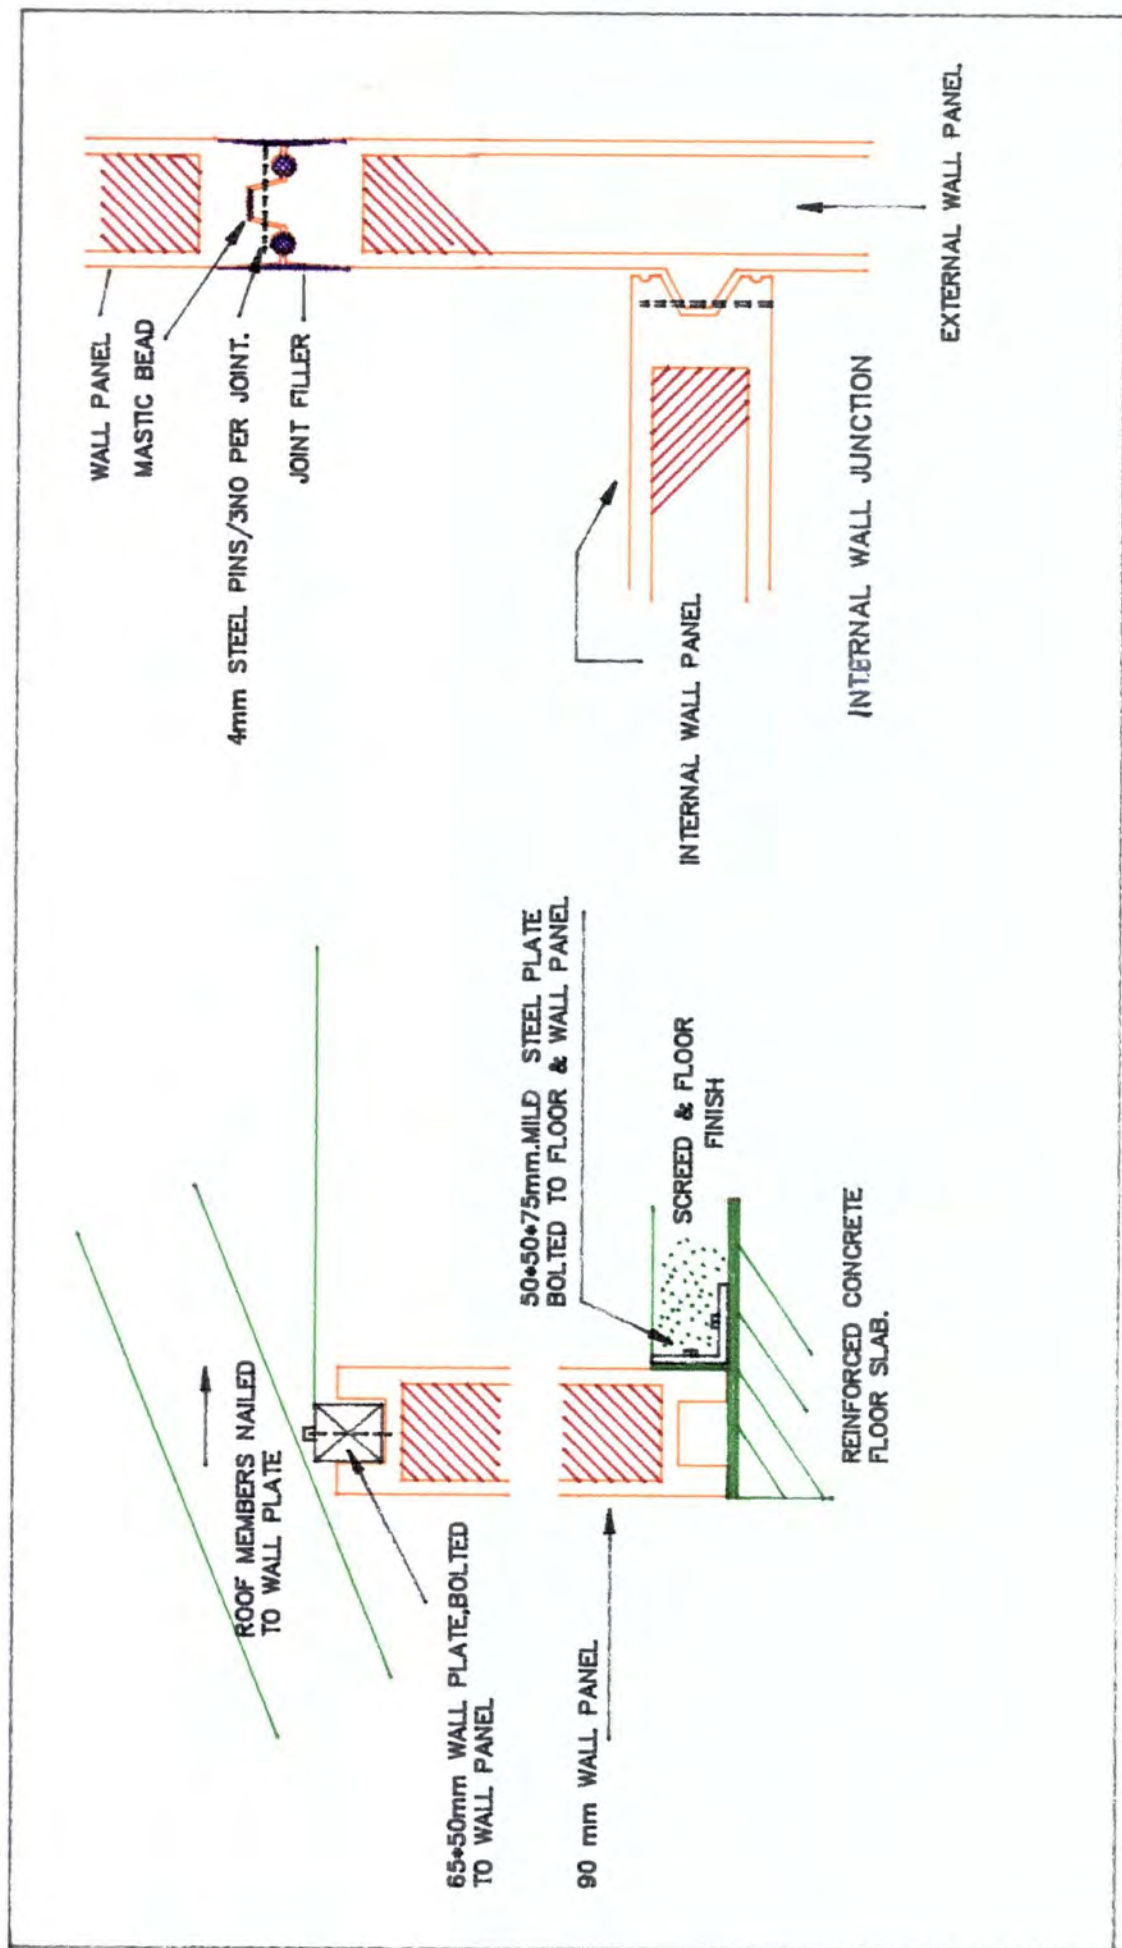 ROOF MEMBERS NAILED
TO WALL PLATE
65*50mm WALL PLATE,BOLTED
TO WALL PANEL
90 mm WALL PANEL
50*50*75mm.MILD STEEL PLATE
BOLTED TO FLOOR & WALL PANEL
SCREED & FLOOR
FINISH
REINFORCED CONCRETE
FLOOR SLAB.
WALL PANEL
MASTIC BEAD
4mm STEEL PINS/3NO PER JOINT.
JOINT FILLER
INTERNAL WALL PANEL
EXTERNAL WALL PANEL
INTERNAL WALL JUNCTION